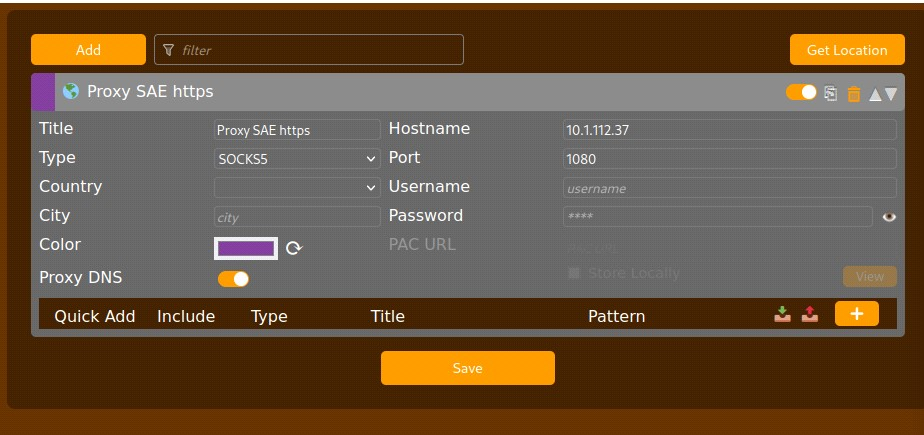 Add
filter
Get Location
Proxy SAE https
Title
Proxy SAE https
Hostname
10.1.112.37
Type
SOCKS5
Port
1080
Country
Username
username
City
city
Password
****
Color
PAC URL
Proxy DNS
Store Locally
View
Quick Add Include Type Title Pattern
+
Save